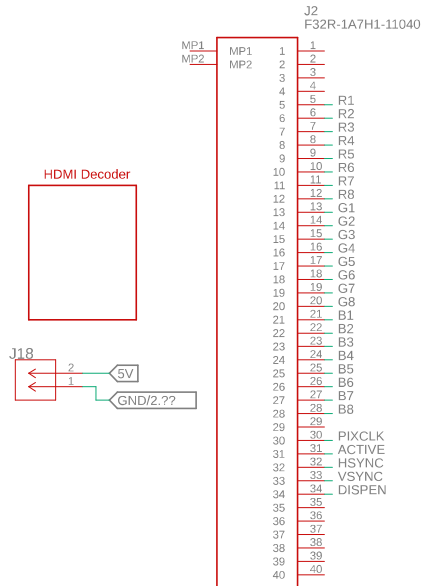 J2
F32R-1A7H1-11040
MP1 MP1 1 1
MP2 MP2 2 2
3 3
4 4
5 5 R1
6 6 R2
7 7 R3
8 8 R4
9 9 R5
10 10 R6
11 11 R7
12 12 R8
13 13 G1
14 14 G2
15 15 G3
16 16 G4
17 17 G5
18 18 G6
19 19 G7
20 20 G8
21 21 B1
22 22 B2
23 23 B3
24 24 B4
25 25 B5
26 26 B6
27 27 B7
28 28 B8
29 29
30 30 PIXCLK
31 31 ACTIVE
32 32 HSYNC
33 33 VSYNC
34 34 DISPEN
35 35
36 36
37 37
38 38
39 39
40 40
HDMI Decoder
J18
2 5V
1 GND/2.??